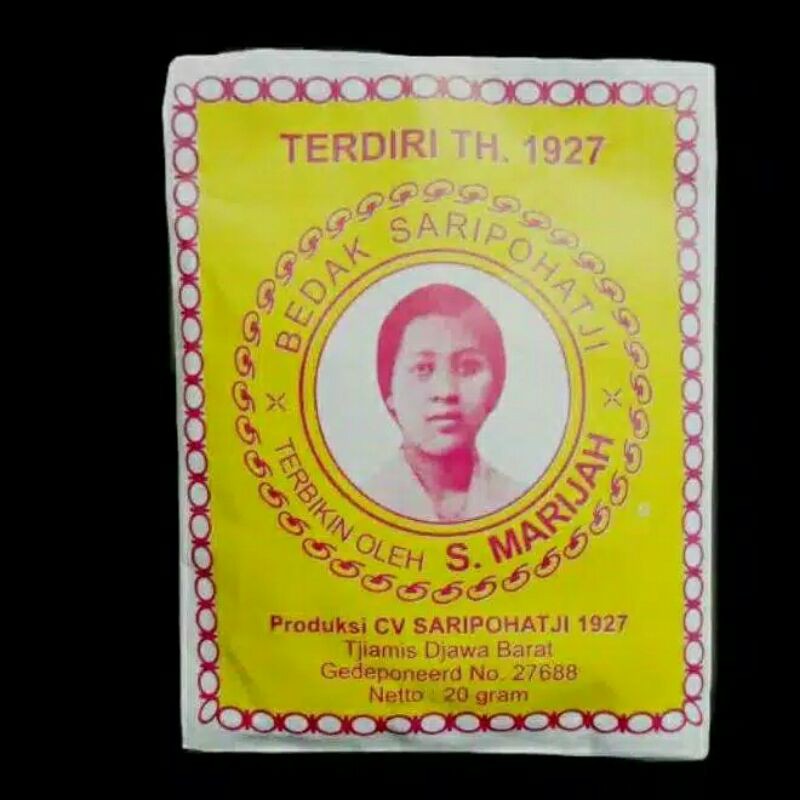 TERDIRI TH. 1927
BEDAK SARIPOHATJI
TERBIKIN OLEH S. MARIJAH
Produksi CV SARIPOHATJI 1927
Tjiamis Djawa Barat
Gedeponeerd No. 27688
Netto : 20 gram